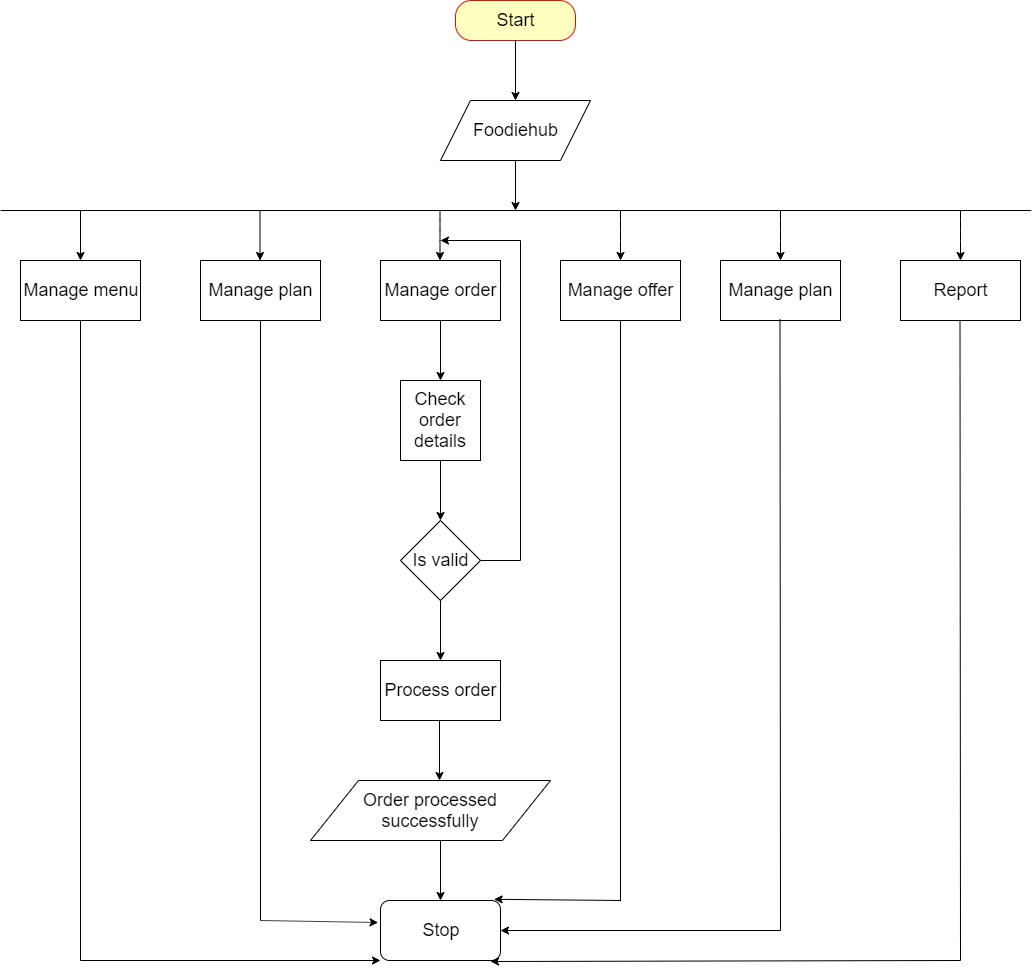 Start
Foodiehub
Manage menu
Manage plan
Manage order
Manage offer
Manage plan
Report
Check
order
details
Is valid
Process order
Order processed
successfully
Stop